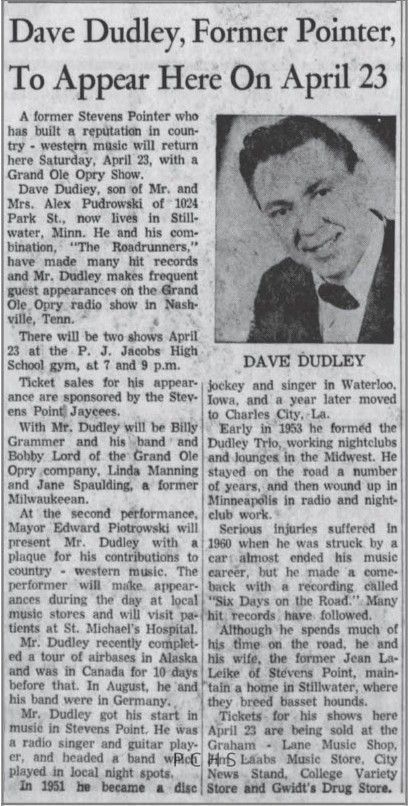 Dave Dudley, Former Pointer,
To Appear Here On April 23
A former Stevens Pointer who
has built a reputation in coun-
try - western music will return
here Saturday, April 23, with a
Grand Ole Opry Show.
Dave Dudley, son of Mr. and
Mrs. Alex Pudrowski of 1024
Park St., now lives in Still-
water, Minn. He and his com-
bination, "The Roadrunners,"
have made many hit records
and Mr. Dudley makes frequent
guest appearances on the Grand
Ole Opry radio show in Nash-
ville, Tenn.
There will be two shows April
23 at the P. J. Jacobs High
School gym, at 7 and 9 p.m.
Ticket sales for his appear-
ance are sponsored by the Stev-
ens Point Jaycees.
With Mr. Dudley will be Billy
Grammer and his band and
Bobby Lord of the Grand Ole
Opry company, Linda Manning
and Jane Spaulding, a former
Milwaukeean.
At the second performance,
Mayor Edward Piotrowski will
present Mr. Dudley with a
plaque for his contributions to
country - western music. The
performer will make appear-
ances during the day at local
music stores and will visit pa-
tients at St. Michael's Hospital.
Mr. Dudley recently complet-
ed a tour of airbases in Alaska
and was in Canada for 10 days
before that. In August, he and
his band were in Germany.
Mr. Dudley got his start in
music in Stevens Point. He was
a radio singer and guitar play-
er, and headed a band which
played in local night spots.
In 1951 he became a disc
DAVE DUDLEY
jockey and singer in Waterloo,
Iowa, and a year later moved
to Charles City, La.
Early in 1953 he formed the
Dudley Trio, working nightclubs
and lounges in the Midwest. He
stayed on the road a number
of years, and then wound up in
Minneapolis in radio and night-
club work.
Serious injuries suffered in
1960 when he was struck by a
car almost ended his music
career, but he made a come-
back with a recording called
"Six Days on the Road." Many
hit records have followed.
Although he spends much of
his time on the road, he and
his wife, the former Jean La-
Leike of Stevens Point, main-
tain a home in Stillwater, where
they breed basset hounds.
Tickets for his shows here
April 23 are being sold at the
Graham - Lane Music Shop,
Jim Laabs Music Store, City
News Stand, College Variety
Store and Gwidt's Drug Store.
P C H S